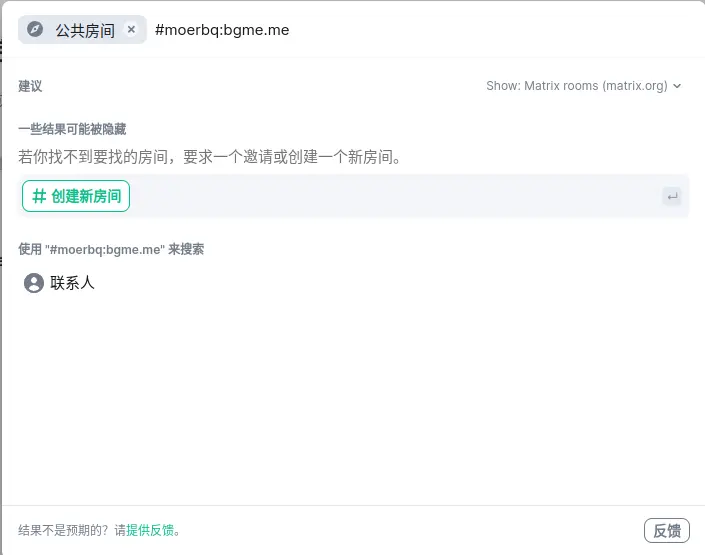 公共房间 × #moerbq:bgme.me
建议 Show: Matrix rooms (matrix.org)
一些结果可能被隐藏
若你找不到要找的房间，要求一个邀请或创建一个新房间。
# 创建新房间
使用 "#moerbq:bgme.me" 来搜索
联系人
结果不是预期的？请提供反馈。 反馈